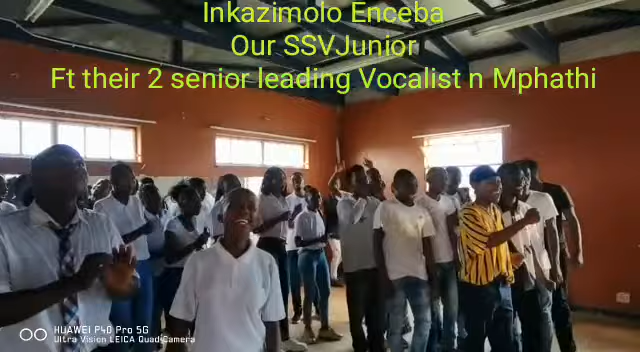 Inkazimolo Enceba
Our SSVJunior
Ft their 2 senior leading Vocalist n Mphathi
HUAWEI P40 Pro 5G
Ultra Vision LEICA Quad Camera